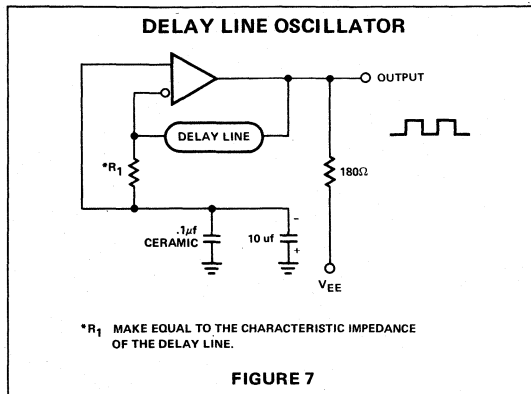 DELAY LINE OSCILLATOR
OUTPUT
DELAY LINE
*R1
180Ω
.1μf
CERAMIC
10 uf
-
+
VEE
*R1 MAKE EQUAL TO THE CHARACTERISTIC IMPEDANCE
OF THE DELAY LINE.
FIGURE 7